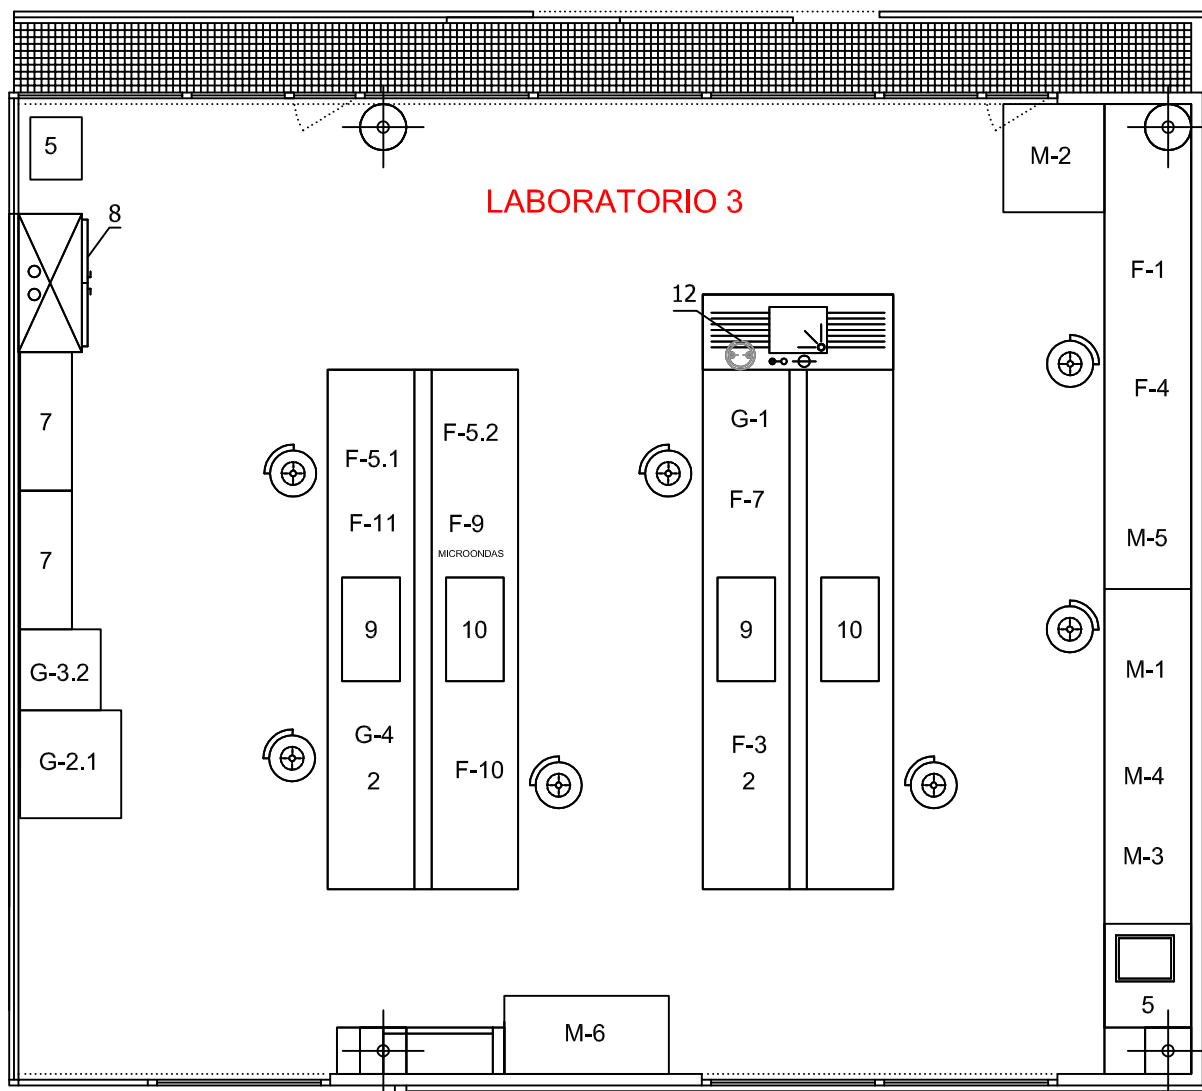 5
M-2
LABORATORIO 3
8
F-1
12
F-4
7
G-1
F-5.2
F-5.1
F-7
F-11
F-9
M-5
MICROONDAS
7
9
10
9
10
G-3.2
M-1
G-4
F-3
G-2.1
F-10
M-4
2
2
M-3
5
M-6